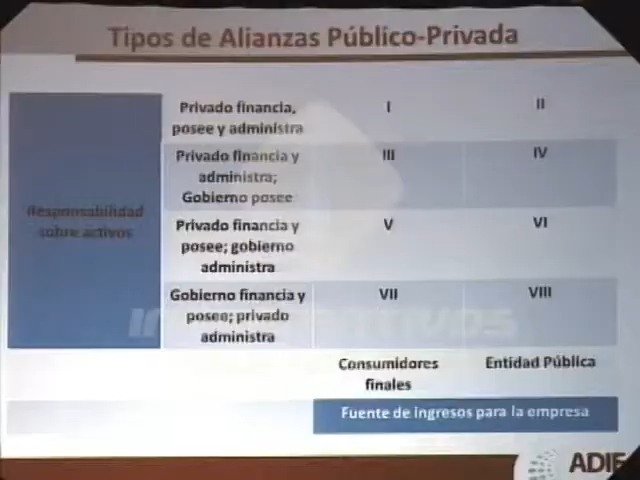 Tipos de Alianzas Público-Privada
Privado financia,
posee y administra
I
II
Responsabilidad
sobre activos
Privado financia y
administra;
Gobierno posee
III
IV
Privado financia y
posee; gobierno
administra
V
VI
Gobierno financia y
posee; privado
administra
VII
VIII
Consumidores
finales
Entidad Pública
Fuente de ingresos para la empresa